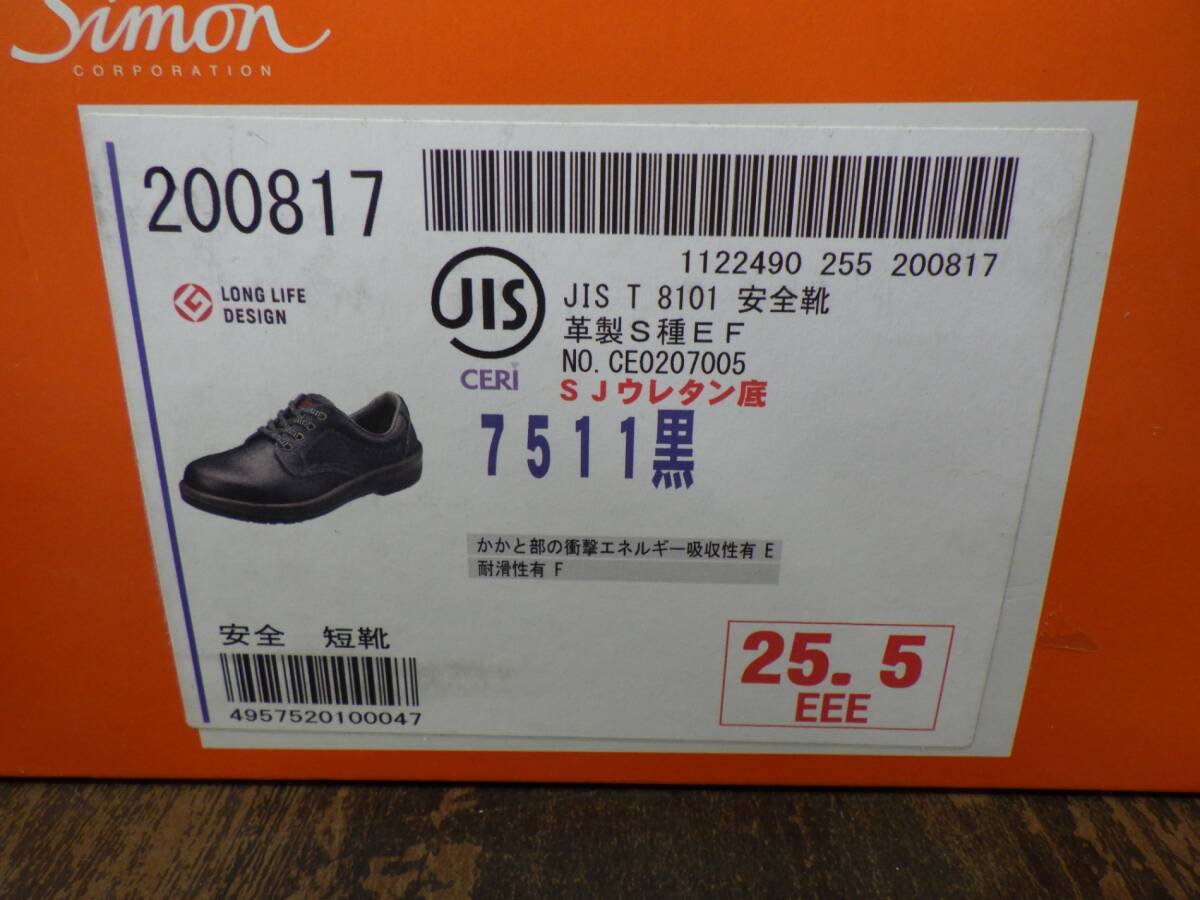 Simon
CORPORATION
200817
1122490 255 200817
LONG LIFE
DESIGN
JIS
JIS T 8101 安全靴
革製S種EF
NO. CE0207005
CERI
SJウレタン底
7511黒
かかと部の衝撃エネルギー吸収性有 E
耐滑性有 F
安全 短靴
4957520100047
25.5
EEE